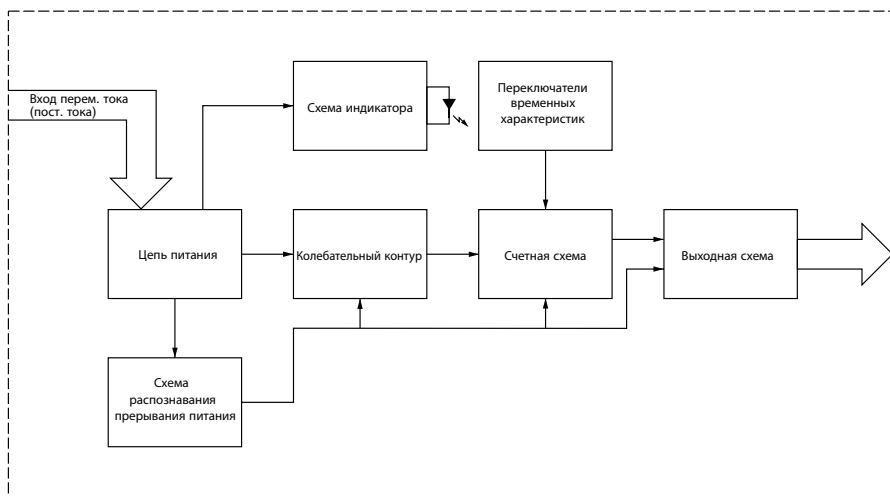 Вход перем. тока
(пост. тока)
Схема индикатора
Переключатели
временных
характеристик
Цепь питания
Колебательный контур
Счетная схема
Выходная схема
Схема
распознавания
прерывания питания